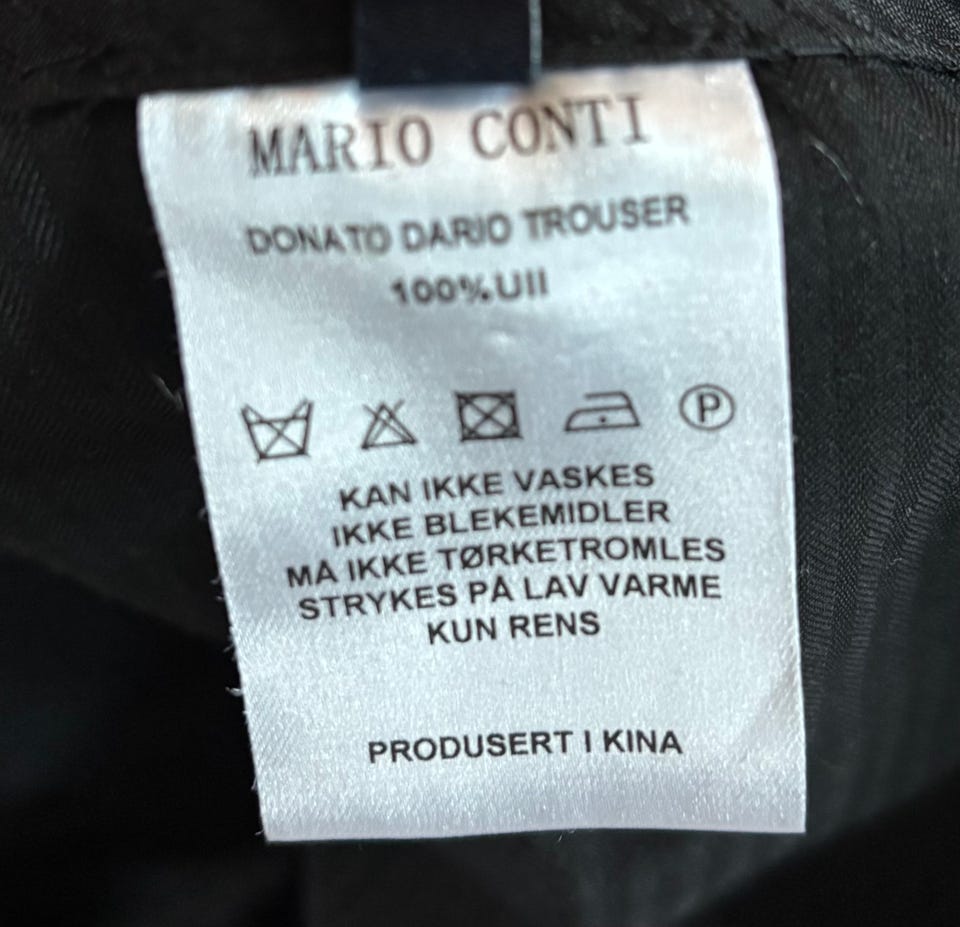 MARIO CONTI
DONATO DARIO TROUSER
100% Ull
P
KAN IKKE VASKES
IKKE BLEKEMIDLER
MA IKKE TØRKETROMLES
STRYKES PÅ LAV VARME
KUN RENS
PRODUSERT I KINA